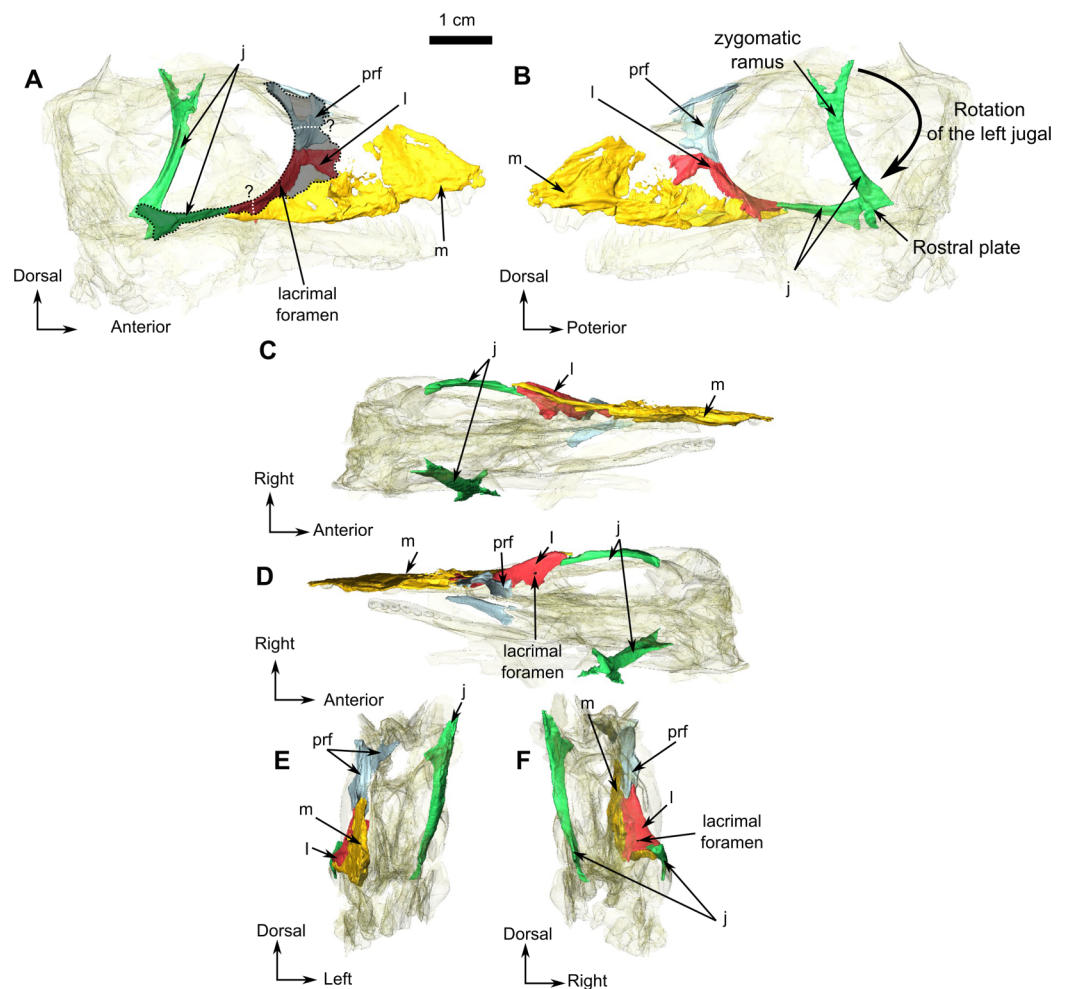 1 cm
A
j
prf
l
?
?
m
lacrimal
foramen
Dorsal
Anterior
B
prf
l
zygomatic
ramus
Rotation
of the left jugal
m
Rostral plate
j
Dorsal
Poterior
C
j
l
m
Right
Anterior
D
m
prf
l
j
lacrimal
foramen
Right
Anterior
E
prf
j
m
l
Dorsal
Left
F
m
prf
l
lacrimal
foramen
j
Dorsal
Right